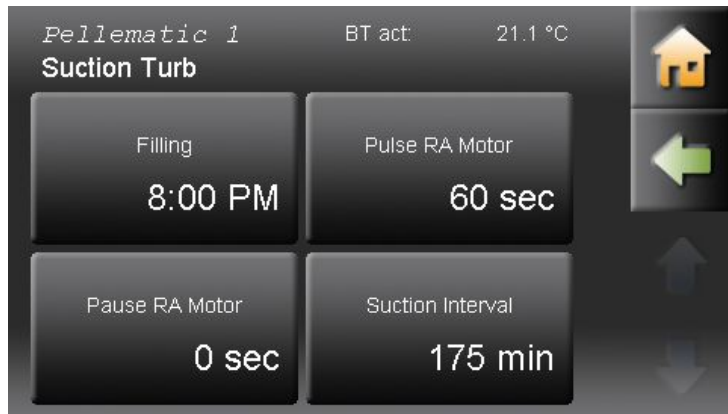 Pellematic 1 BT act: 21.1 °C
Suction Turb
Filling
8:00 PM
Pulse RA Motor
60 sec
Pause RA Motor
0 sec
Suction Interval
175 min